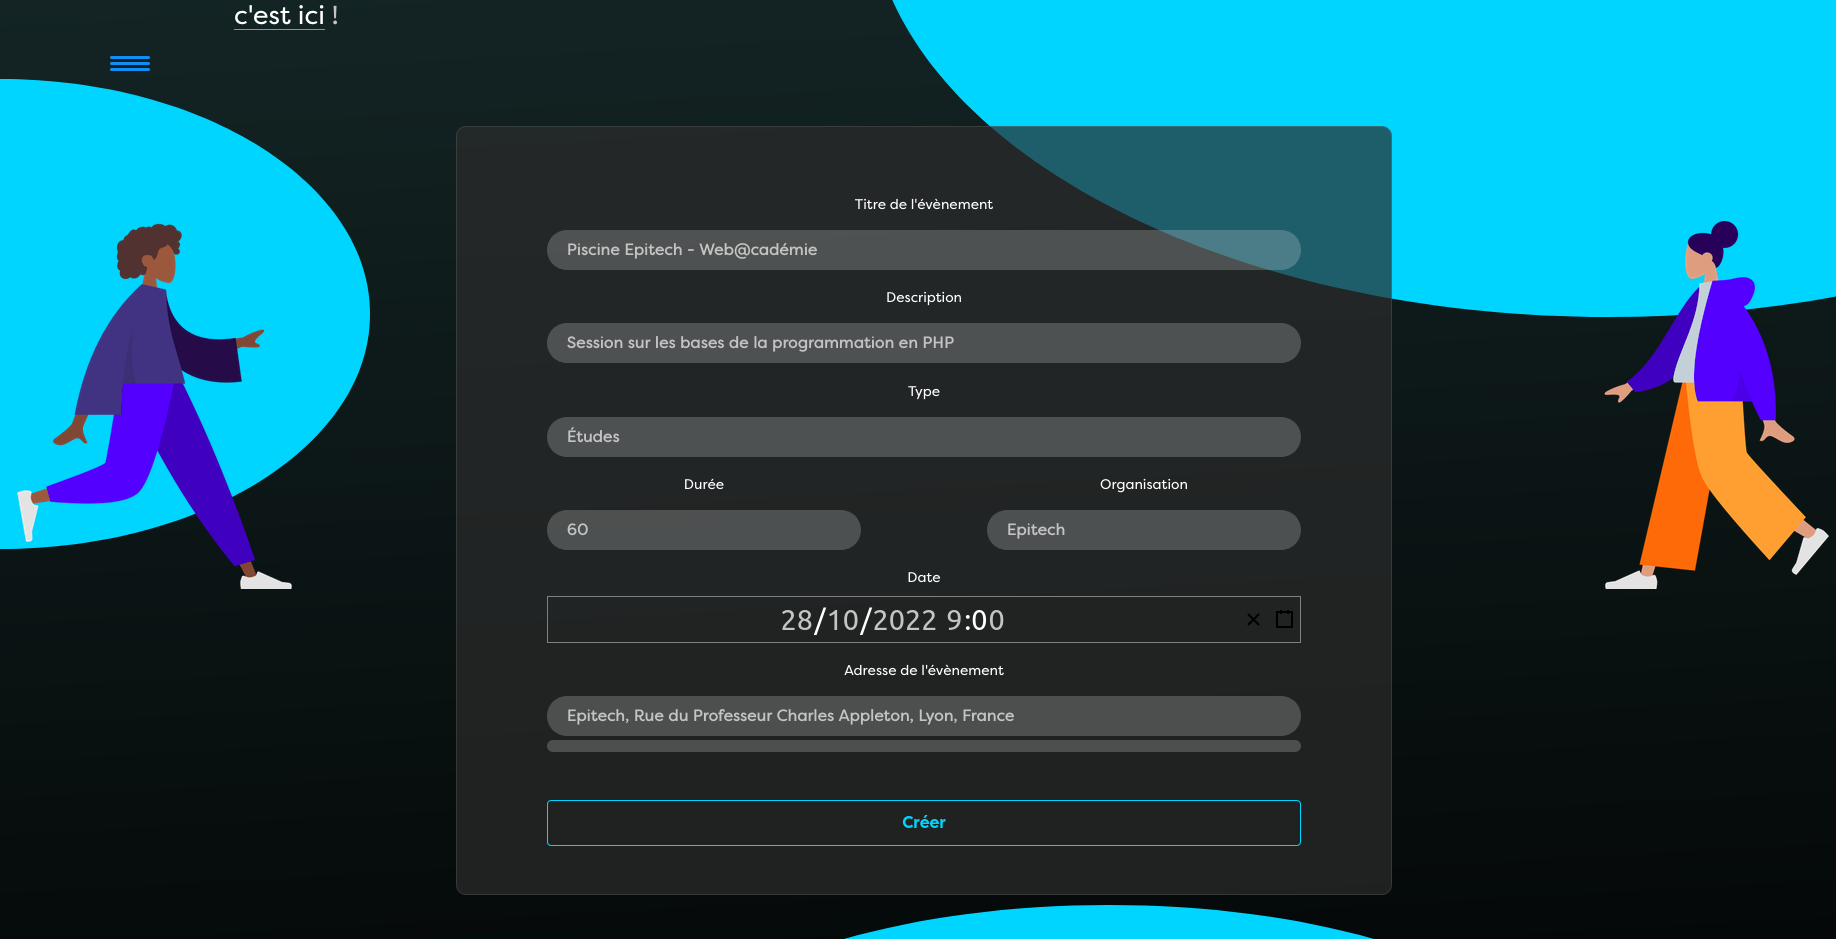 c'est ici !
Titre de l'évènement
Piscine Epitech - Web@cadémie
Description
Session sur les bases de la programmation en PHP
Type
Études
Durée
Organisation
60
Epitech
Date
28/10/2022 9:00
Adresse de l'évènement
Epitech, Rue du Professeur Charles Appleton, Lyon, France
Créer